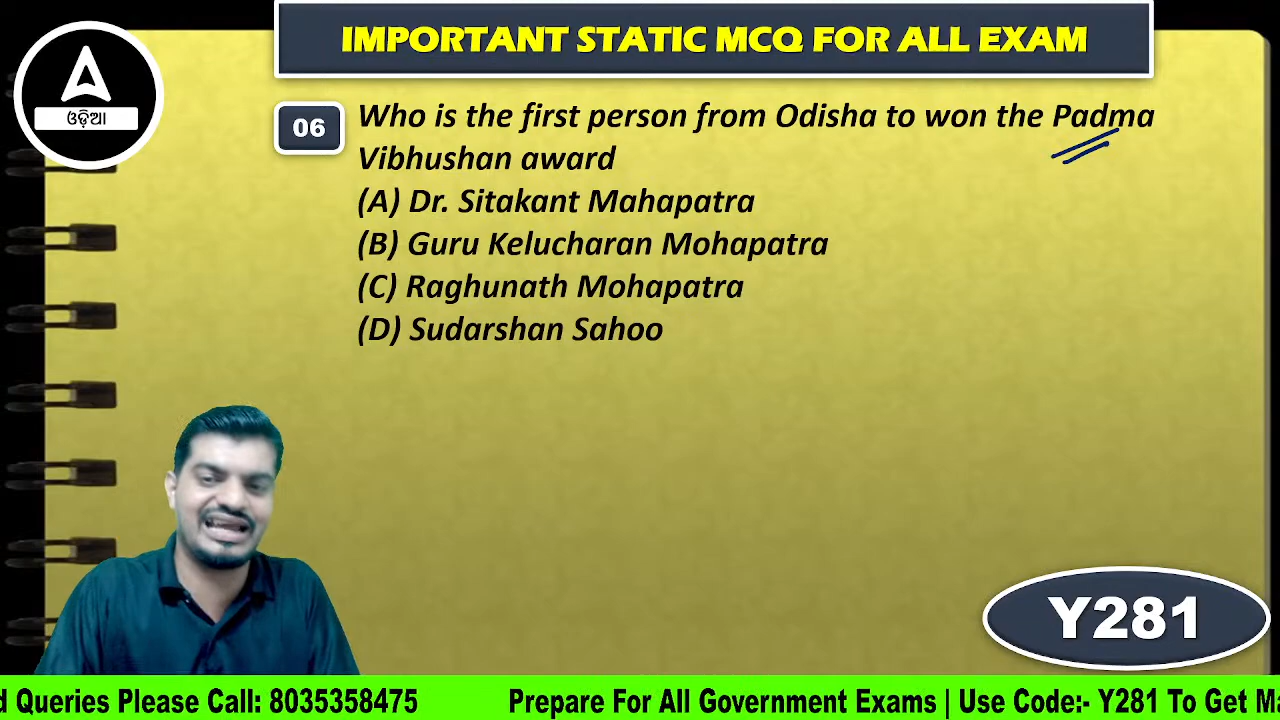 IMPORTANT STATIC MCQ FOR ALL EXAM
ଓଡ଼ିଆ
06
Who is the first person from Odisha to won the Padma
Vibhushan award
(A) Dr. Sitakant Mahapatra
(B) Guru Kelucharan Mohapatra
(C) Raghunath Mohapatra
(D) Sudarshan Sahoo
Y281
d Queries Please Call: 8035358475 Prepare For All Government Exams | Use Code:- Y281 To Get Ma